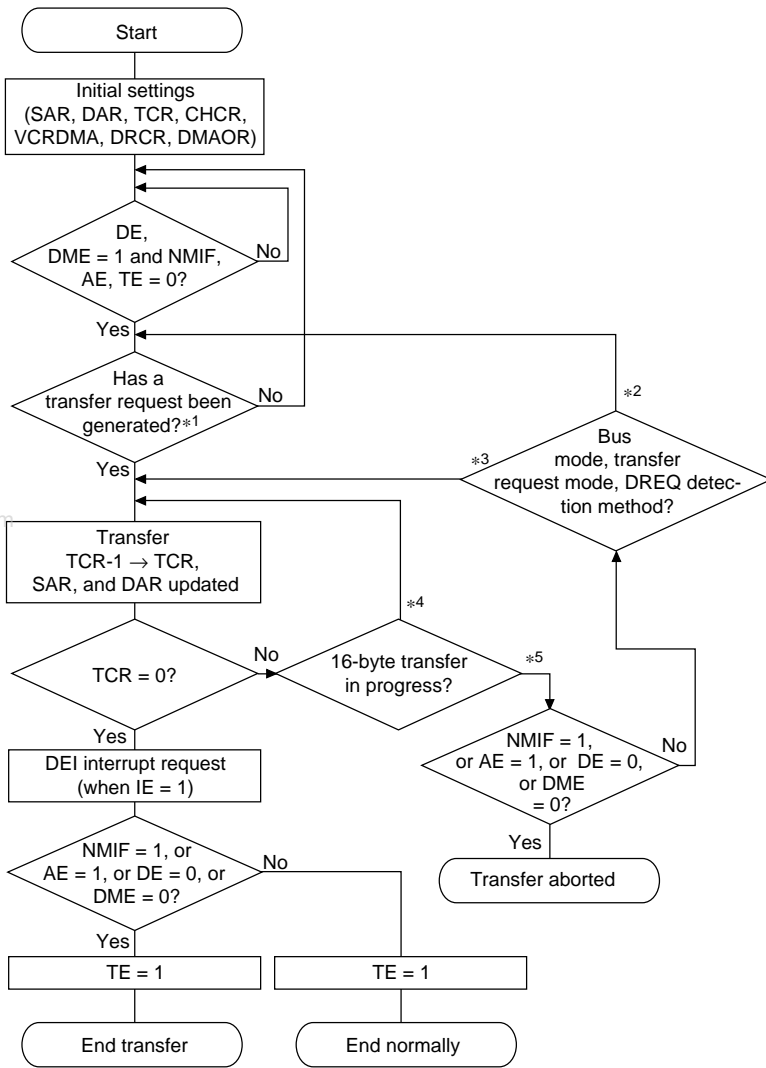 Start
Initial settings
(SAR, DAR, TCR, CHCR,
VCRDMA, DRCR, DMAOR)
DE,
DME = 1 and NMIF,
AE, TE = 0?
No
Yes
Has a
transfer request been
generated?*1
No
Yes
*2
Bus
mode, transfer
request mode, DREQ detec-
tion method?
*3
m
Transfer
TCR-1 → TCR,
SAR, and DAR updated
*4
TCR = 0?
No
16-byte transfer
in progress?
*5
Yes
NMIF = 1,
or AE = 1, or DE = 0,
or DME
= 0?
No
Yes
Transfer aborted
DEI interrupt request
(when IE = 1)
NMIF = 1, or
AE = 1, or DE = 0, or
DME = 0?
No
Yes
TE = 1
TE = 1
End transfer
End normally